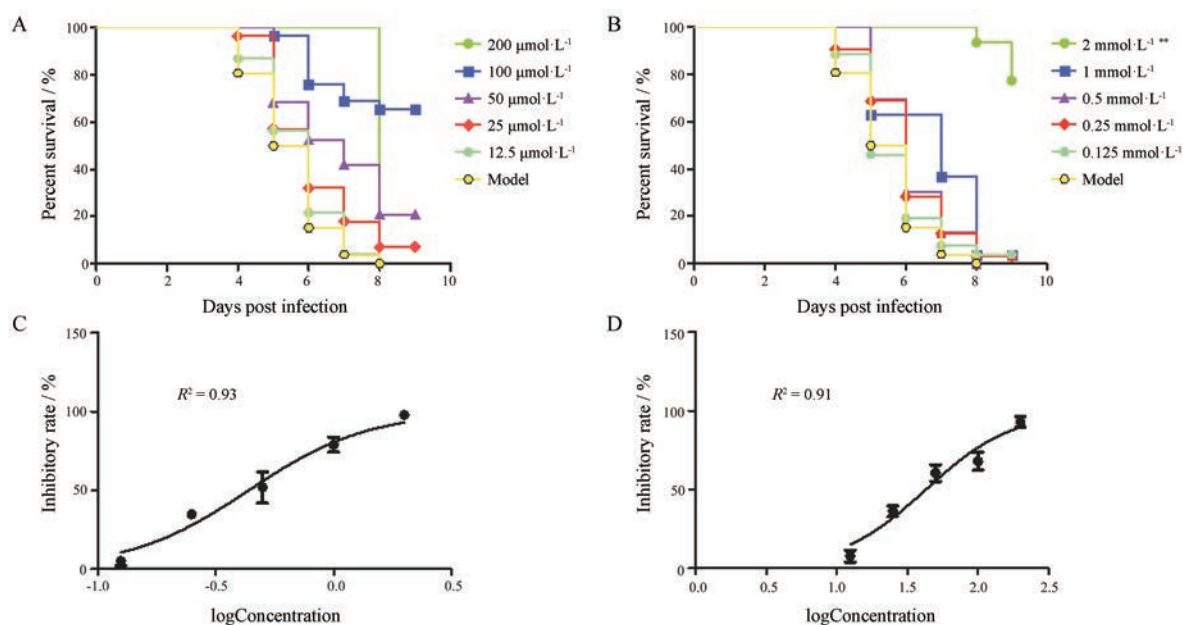 A
Percent survival / %
100
80
60
40
20
0
0 2 4 6 8 10
Days post infection
200 μmol·L⁻¹
100 μmol·L⁻¹
50 μmol·L⁻¹
25 μmol·L⁻¹
12.5 μmol·L⁻¹
Model
B
Percent survival / %
100
80
60
40
20
0
0 2 4 6 8 10
Days post infection
2 mmol·L⁻¹ **
1 mmol·L⁻¹
0.5 mmol·L⁻¹
0.25 mmol·L⁻¹
0.125 mmol·L⁻¹
Model
C
Inhibitory rate / %
150
100
50
0
R² = 0.93
-1.0 -0.5 0.0 0.5
logConcentration
D
Inhibitory rate / %
150
100
50
0
R² = 0.91
0.0 0.5 1.0 1.5 2.0 2.5
logConcentration